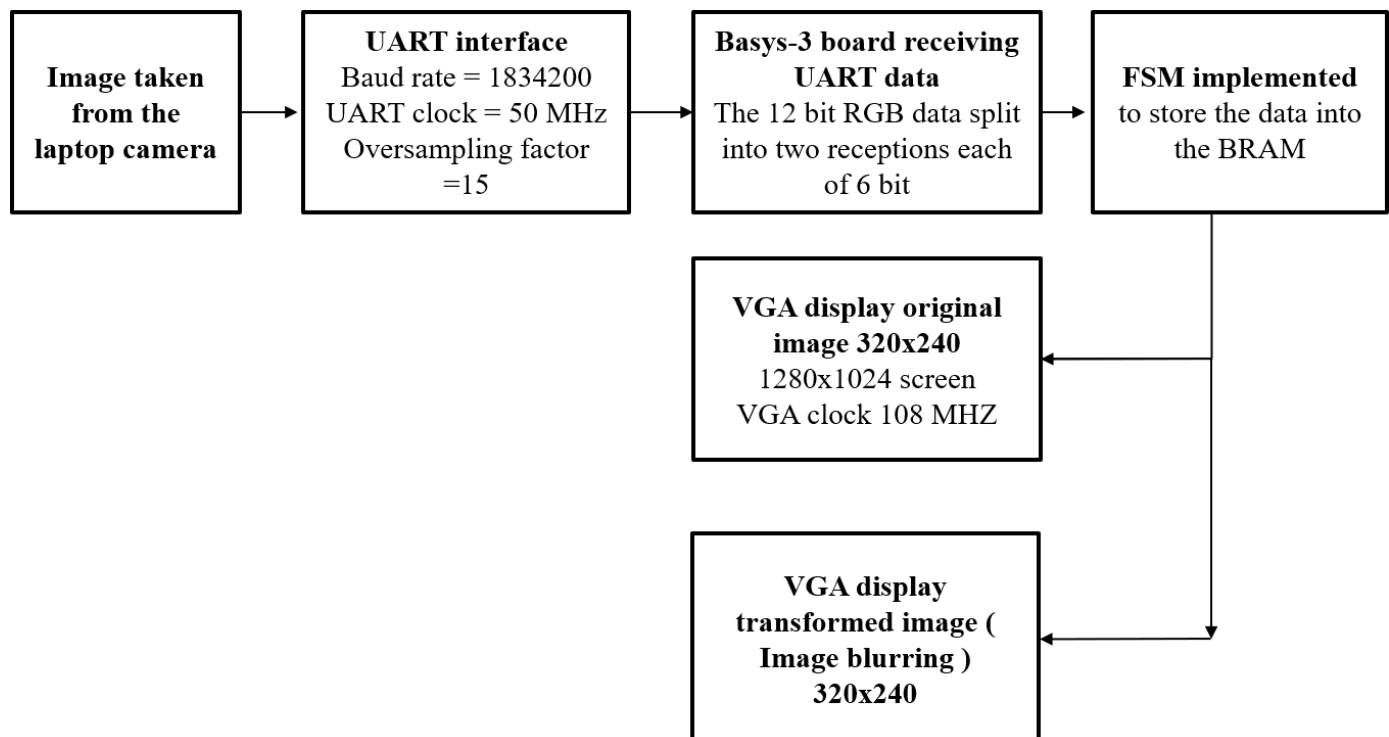 Image taken
from the
laptop camera
UART interface
Baud rate = 1834200
UART clock = 50 MHz
Oversampling factor
=15
Basys-3 board receiving
UART data
The 12 bit RGB data split
into two receptions each
of 6 bit
FSM implemented
to store the data into
the BRAM
VGA display original
image 320x240
1280x1024 screen
VGA clock 108 MHZ
VGA display
transformed image (
Image blurring )
320x240